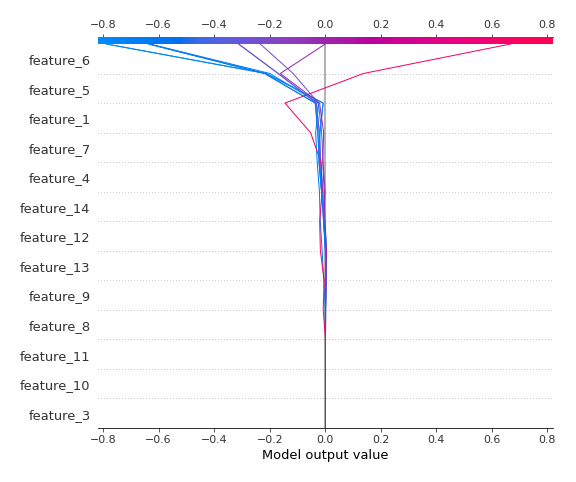 −0.8 −0.6 −0.4 −0.2 0.0 0.2 0.4 0.6 0.8
feature_6
feature_5
feature_1
feature_7
feature_4
feature_14
feature_12
feature_13
feature_9
feature_8
feature_11
feature_10
feature_3
−0.8 −0.6 −0.4 −0.2 0.0 0.2 0.4 0.6 0.8
Model output value